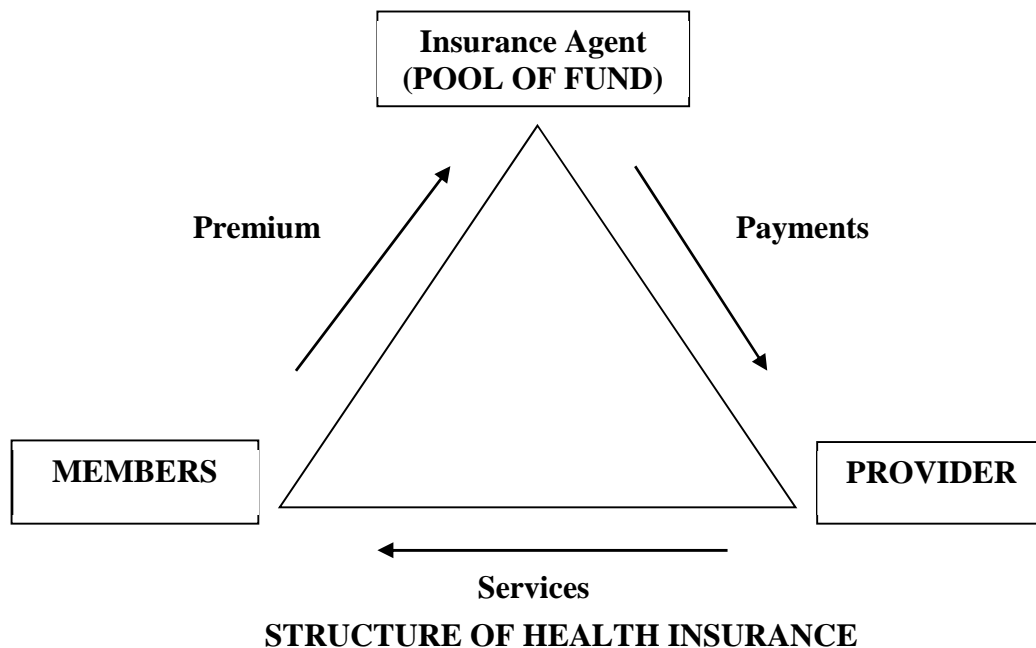 Insurance Agent
(POOL OF FUND)
Premium
Payments
MEMBERS
PROVIDER
Services
STRUCTURE OF HEALTH INSURANCE